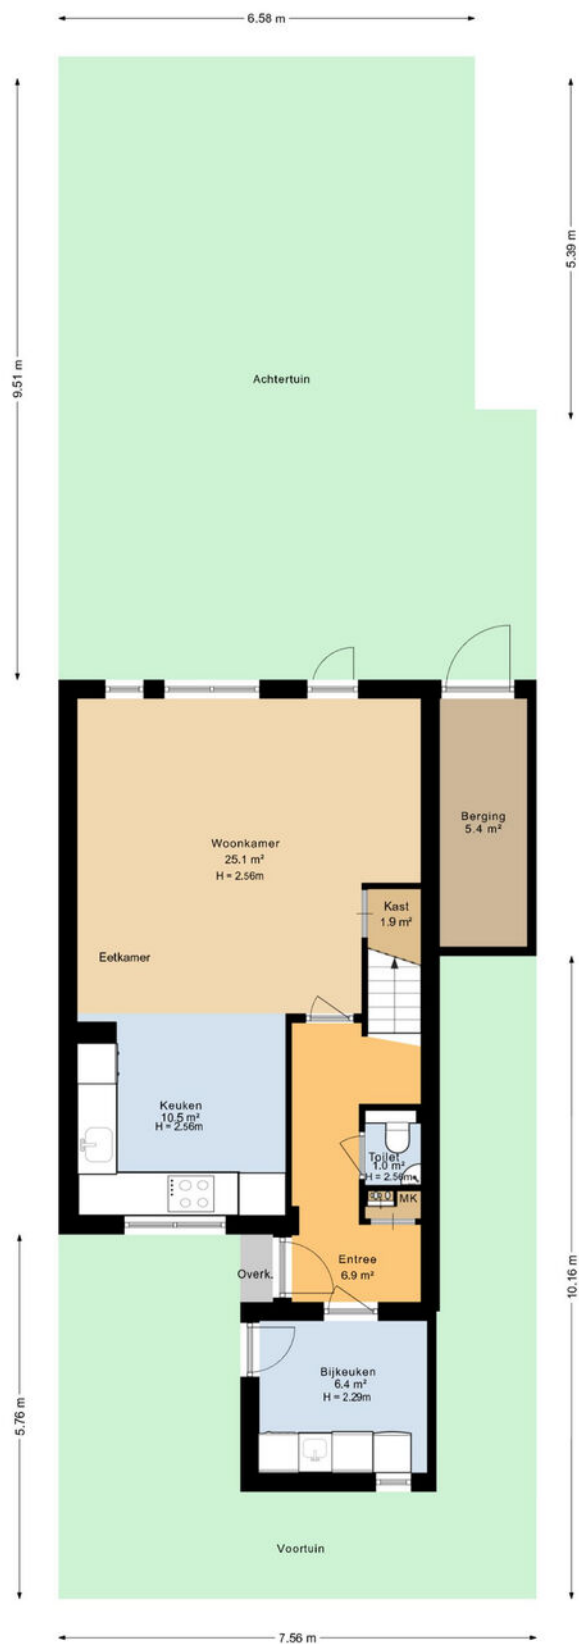 6.58 m
9.51 m
5.39 m
Achtertuin
Woonkamer
25.1 m²
H = 2.56m
Berging
5.4 m²
Kast
1.9 m²
Eetkamer
Keuken
10.5 m²
H = 2.56m
Toilet
1.0 m²
H = 2.56m
MK
Entree
6.9 m²
Overk.
10.16 m
Bijkeuken
6.4 m²
H = 2.29m
5.76 m
Voortuin
7.56 m